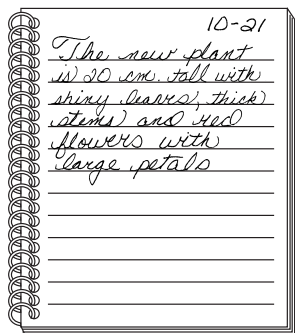 10-21
The new plant
is 20 cm. tall with
shiny leaves, thick
stems and red
flowers with
large petals